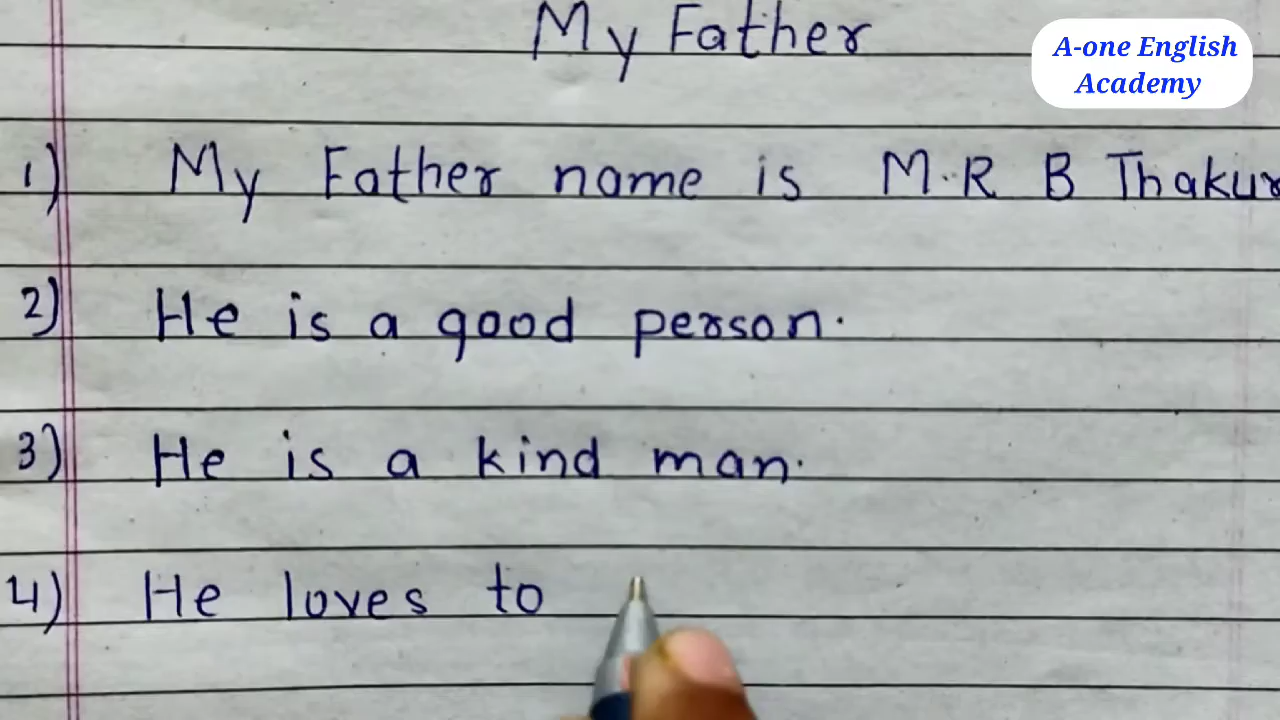 My Father
A-one English
Academy
1) My Father name is M.R B Thakur
2) He is a good person.
3) He is a kind man.
4) He loves to